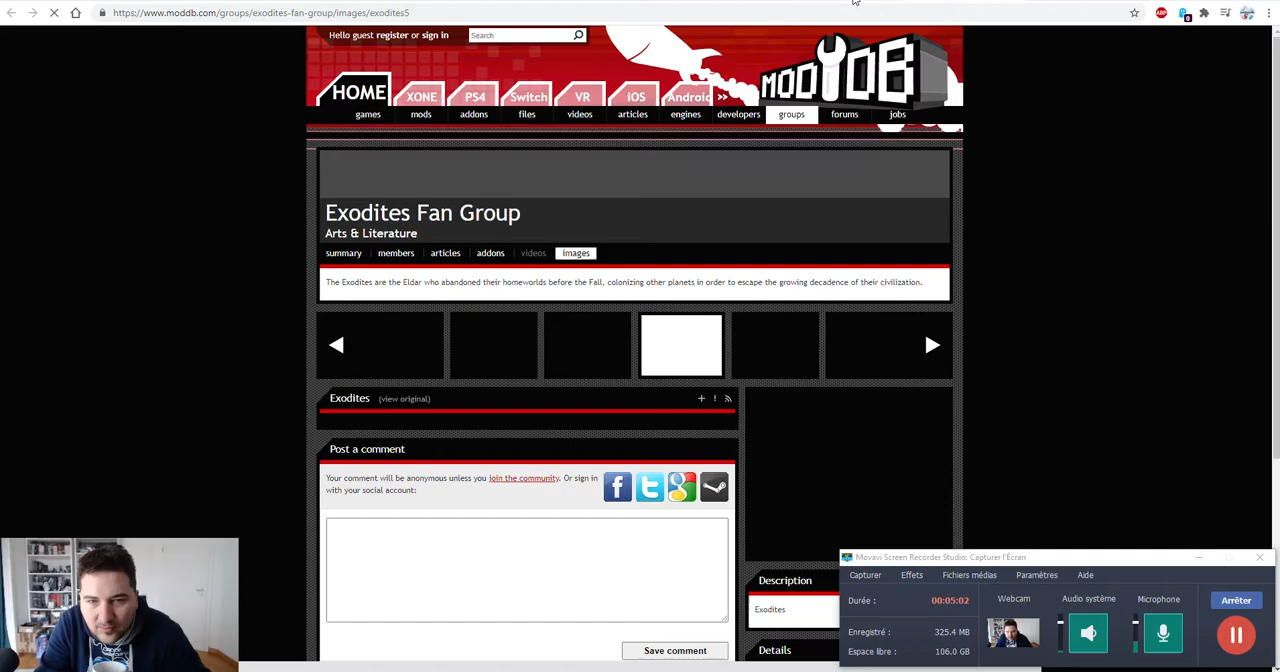 https://www.moddb.com/groups/exodites-fan-group/images/exodites5
ABP
0
Hello guest register or sign in
Search
MODDB
HOME
XONE
PS4
Switch
VR
iOS
Android
>>
games
mods
addons
files
videos
articles
engines
developers
groups
forums
jobs
Exodites Fan Group
Arts & Literature
summary
members
articles
addons
videos
images
The Exodites are the Eldar who abandoned their homeworlds before the Fall, colonizing other planets in order to escape the growing decadence of their civilization.
Exodites (view original)
+ !
Post a comment
Your comment will be anonymous unless you join the community. Or sign in
with your social account:
Save comment
Description
Exodites
Details
Movavi Screen Recorder Studio: Capturer l'Écran
Capturer
Effets
Fichiers médias
Paramètres
Aide
Durée :
00:05:02
Webcam
Audio système
Microphone
Arrêter
Enregistré :
325.4 MB
Espace libre :
106.0 GB